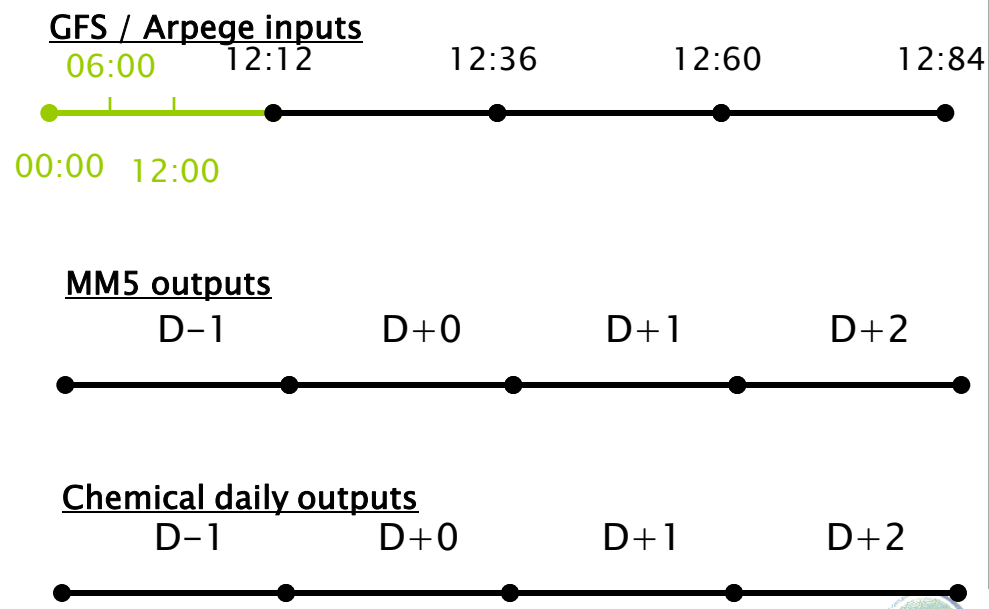 GFS / Arpege inputs
06:00 12:12 12:36 12:60 12:84
00:00 12:00
MM5 outputs
D-1 D+0 D+1 D+2
Chemical daily outputs
D-1 D+0 D+1 D+2